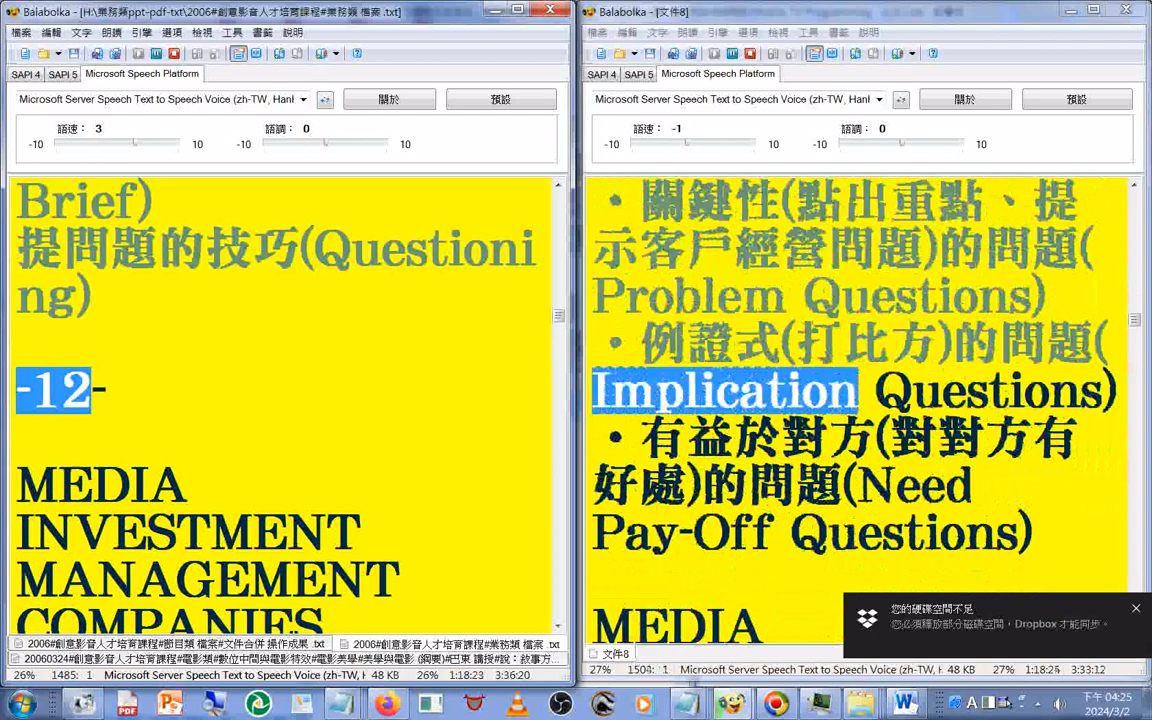 Balabolka - [H:\業務類ppt-pdf-txt\2006#創意影音人才培育課程#業務類 檔案 .txt]
檔案 編輯 文字 朗讀 引擎 選項 檢視 工具 書籤 說明
SAPI 4 SAPI 5 Microsoft Speech Platform
Microsoft Server Speech Text to Speech Voice (zh-TW, Hanl
關於 預設
語速： 3 語調： 0
-10 10 -10 10
Brief)
提問題的技巧(Questioni
ng)
-12-
MEDIA
INVESTMENT
MANAGEMENT
COMPANIES
2006#創意影音人才培育課程#節目類 檔案#文件合併 操作成果 .txt 2006#創意影音人才培育課程#業務類 檔案 .txt
20060324#創意影音人才培育課程#電影類#數位中間與電影特效#電影美學#美學與電影 (綱要)#巴東 講授#說：敘事方...
26% 1485: 1 Microsoft Server Speech Text to Speech Voice (zh-TW, H 48 KB 1:18:23 3:36:20
Balabolka - [文件8]
檔案 編輯 文字 朗讀 引擎 選項 檢視 工具 書籤 說明
SAPI 4 SAPI 5 Microsoft Speech Platform
Microsoft Server Speech Text to Speech Voice (zh-TW, Hanl
關於 預設
語速： -1 語調： 0
-10 10 -10 10
・關鍵性(點出重點、提
示客戶經營問題)的問題(
Problem Questions)
・例證式(打比方)的問題(
Implication Questions)
・有益於對方(對對方有
好處)的問題(Need
Pay-Off Questions)
MEDIA
文件8
27% 1504: 1 Microsoft Server Speech Text to Speech Voice (zh-TW, Hanl 48 KB 27% 1:18:24 3:33:12
您的硬碟空間不足
您必須釋放部分磁碟空間，Dropbox 才能同步。
下午 04:25
2024/3/2